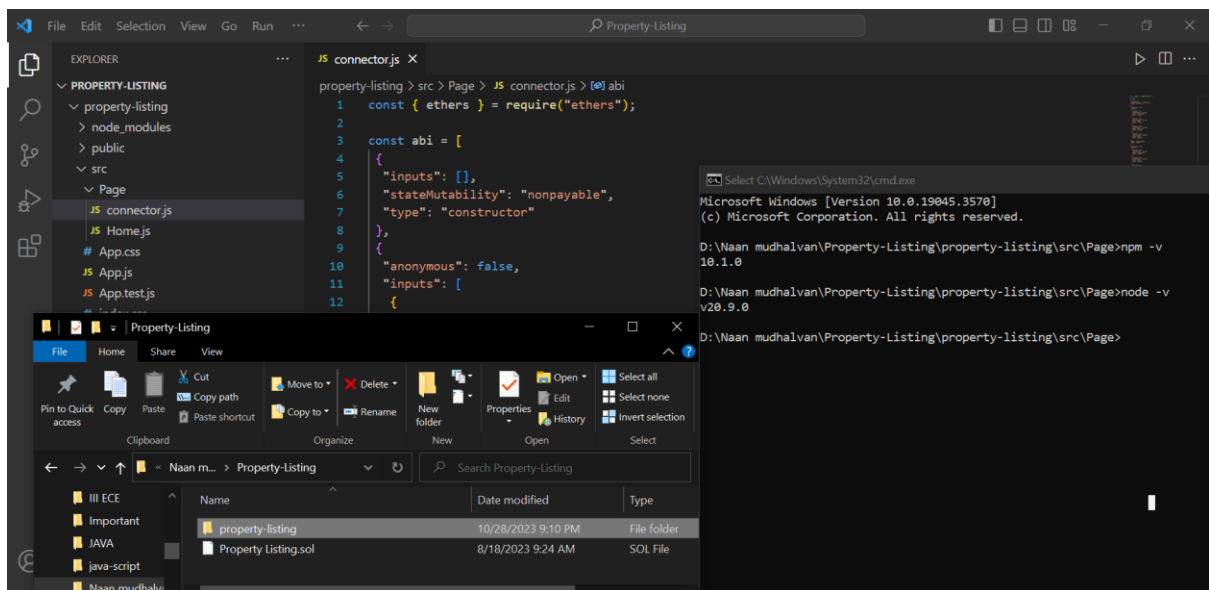 File Edit Selection View Go Run ··· Property-Listing
EXPLORER ···
PROPERTY-LISTING
property-listing
node_modules
public
src
Page
JS connector.js
JS Home.js
# App.css
JS App.js
JS App.test.js
JS connector.js
property-listing > src > Page > JS connector.js > abi
1 const { ethers } = require("ethers");
2
3 const abi = [
4 {
5 "inputs": [],
6 "stateMutability": "nonpayable",
7 "type": "constructor"
8 },
9 {
10 "anonymous": false,
11 "inputs": [
12 {
Select C:\Windows\System32\cmd.exe
Microsoft Windows [Version 10.0.19045.3570]
(c) Microsoft Corporation. All rights reserved.
D:\Naan mudhalvan\Property-Listing\property-listing\src\Page>npm -v
10.1.0
D:\Naan mudhalvan\Property-Listing\property-listing\src\Page>node -v
v20.9.0
D:\Naan mudhalvan\Property-Listing\property-listing\src\Page>
Property-Listing
File Home Share View
Pin to Quick access
Copy
Paste
Cut
Copy path
Paste shortcut
Clipboard
Move to
Copy to
Delete
Rename
Organize
New folder
New
Properties
Open
Edit
History
Open
Select all
Select none
Invert selection
Select
« Naan m... > Property-Listing
Search Property-Listing
III ECE
Important
JAVA
java-script
Name Date modified Type
property-listing 10/28/2023 9:10 PM File folder
Property Listing.sol 8/18/2023 9:24 AM SOL File